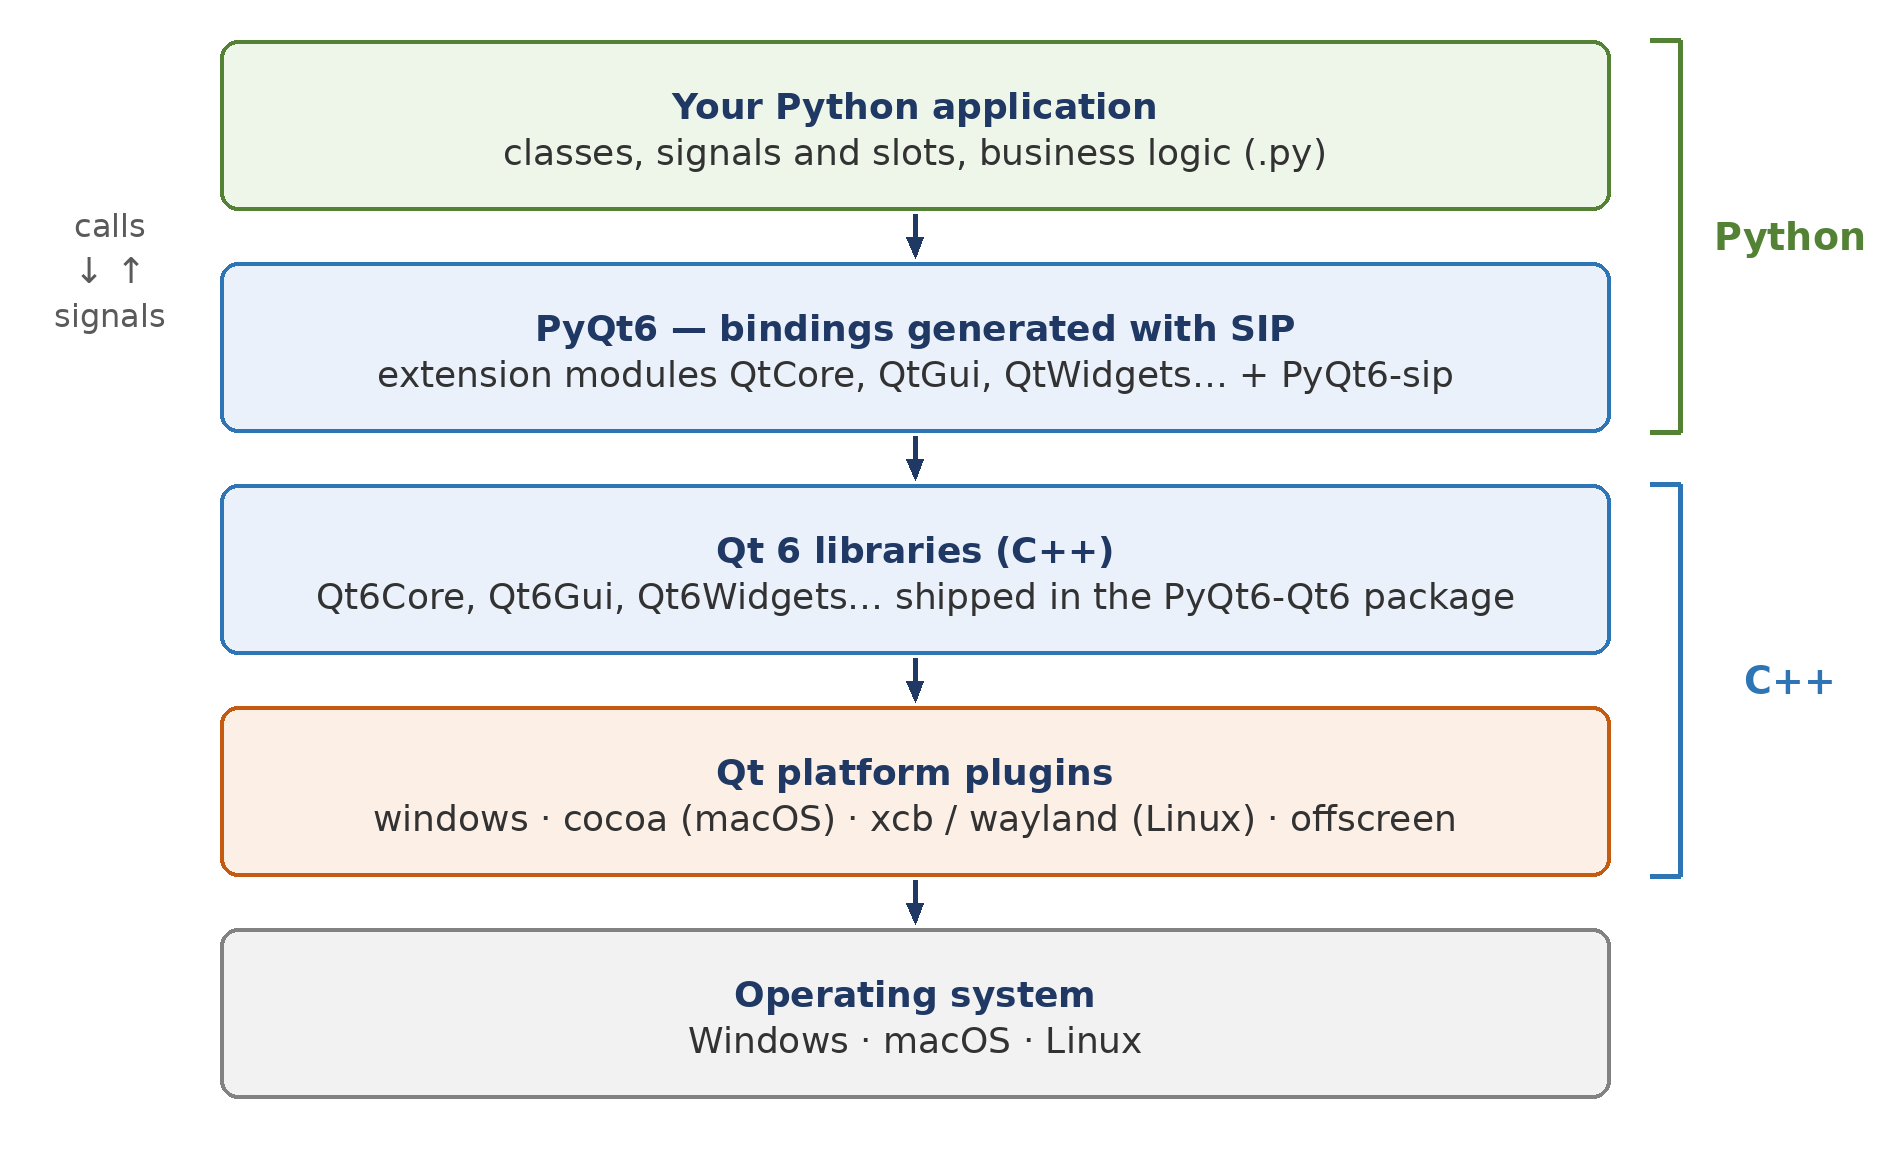 Your Python application
classes, signals and slots, business logic (.py)
calls
↓ ↑
signals
Python
PyQt6 — bindings generated with SIP
extension modules QtCore, QtGui, QtWidgets… + PyQt6-sip
Qt 6 libraries (C++)
Qt6Core, Qt6Gui, Qt6Widgets… shipped in the PyQt6-Qt6 package
C++
Qt platform plugins
windows · cocoa (macOS) · xcb / wayland (Linux) · offscreen
Operating system
Windows · macOS · Linux